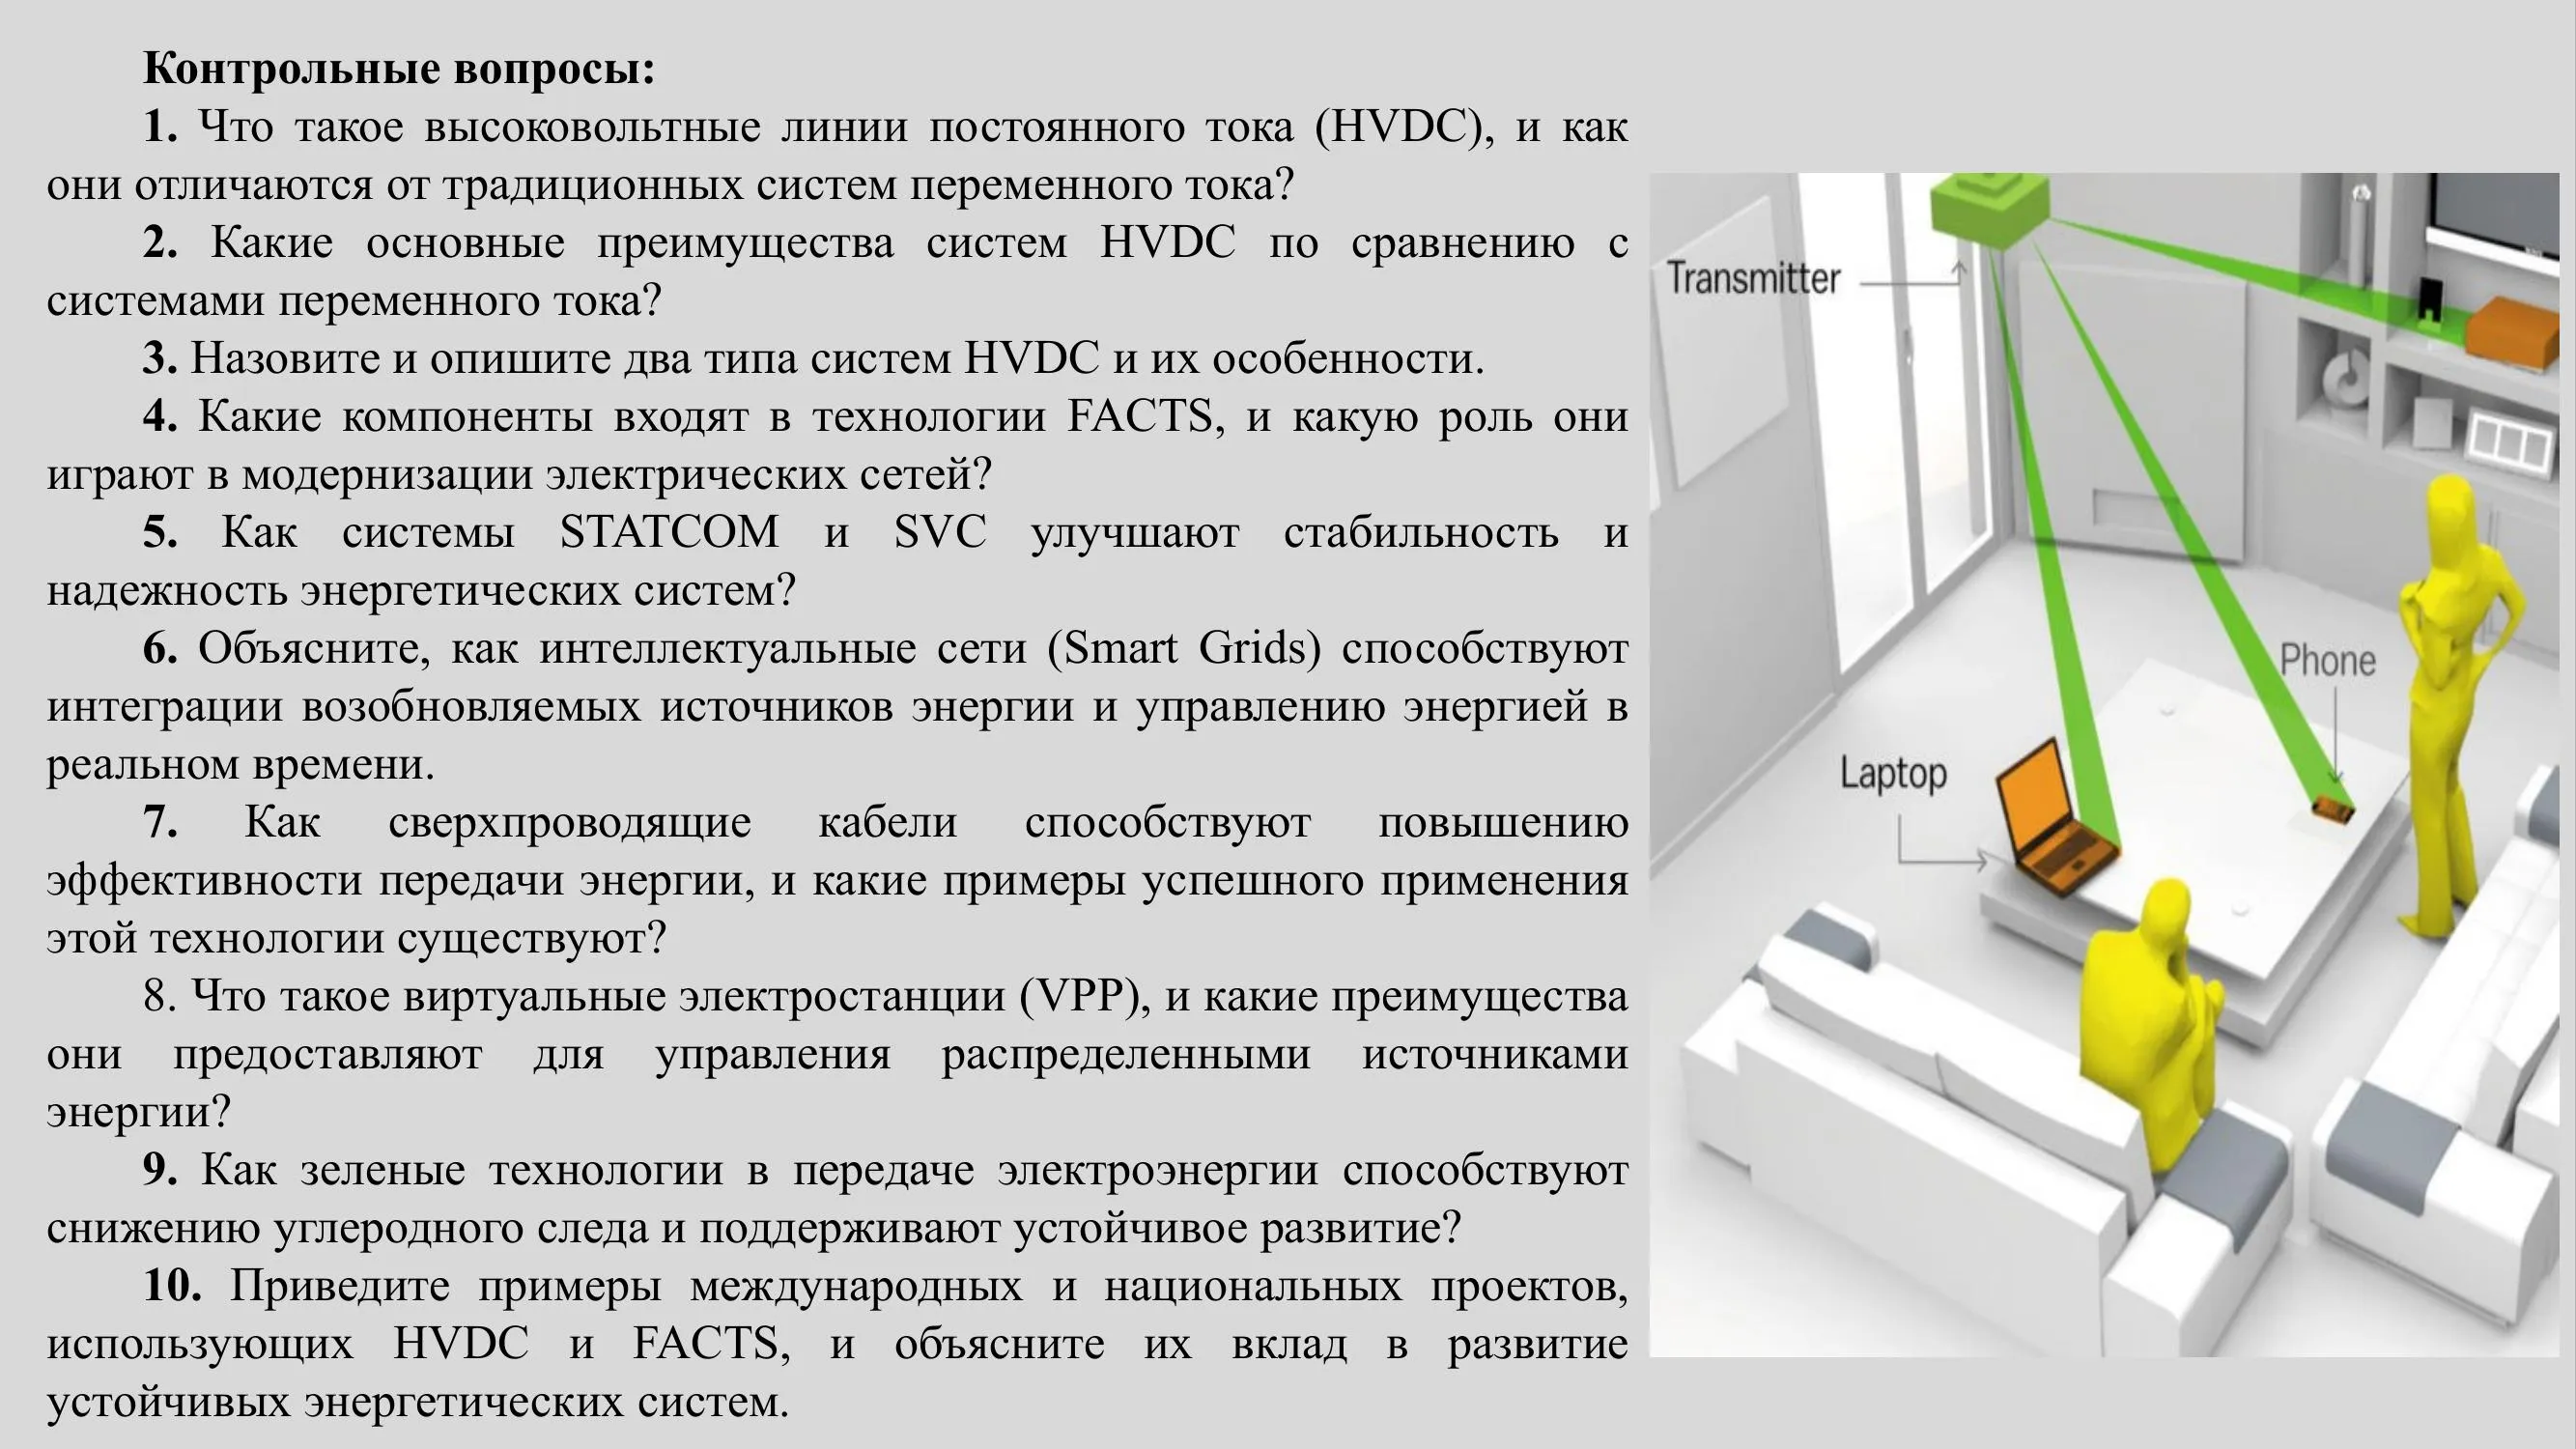 Контрольные вопросы:
1. Что такое высоковольтные линии постоянного тока (HVDC), и как
они отличаются от традиционных систем переменного тока?
2. Какие основные преимущества систем HVDC по сравнению с
системами переменного тока?
3. Назовите и опишите два типа систем HVDC и их особенности.
4. Какие компоненты входят в технологии FACTS, и какую роль они
играют в модернизации электрических сетей?
5. Как системы STATCOM и SVC улучшают стабильность и
надежность энергетических систем?
6. Объясните, как интеллектуальные сети (Smart Grids) способствуют
интеграции возобновляемых источников энергии и управлению энергией в
реальном времени.
7. Как сверхпроводящие кабели способствуют повышению
эффективности передачи энергии, и какие примеры успешного применения
этой технологии существуют?
8. Что такое виртуальные электростанции (VPP), и какие преимущества
они предоставляют для управления распределенными источниками
энергии?
9. Как зеленые технологии в передаче электроэнергии способствуют
снижению углеродного следа и поддерживают устойчивое развитие?
10. Приведите примеры международных и национальных проектов,
использующих HVDC и FACTS, и объясните их вклад в развитие
устойчивых энергетических систем.
Transmitter
Phone
Laptop